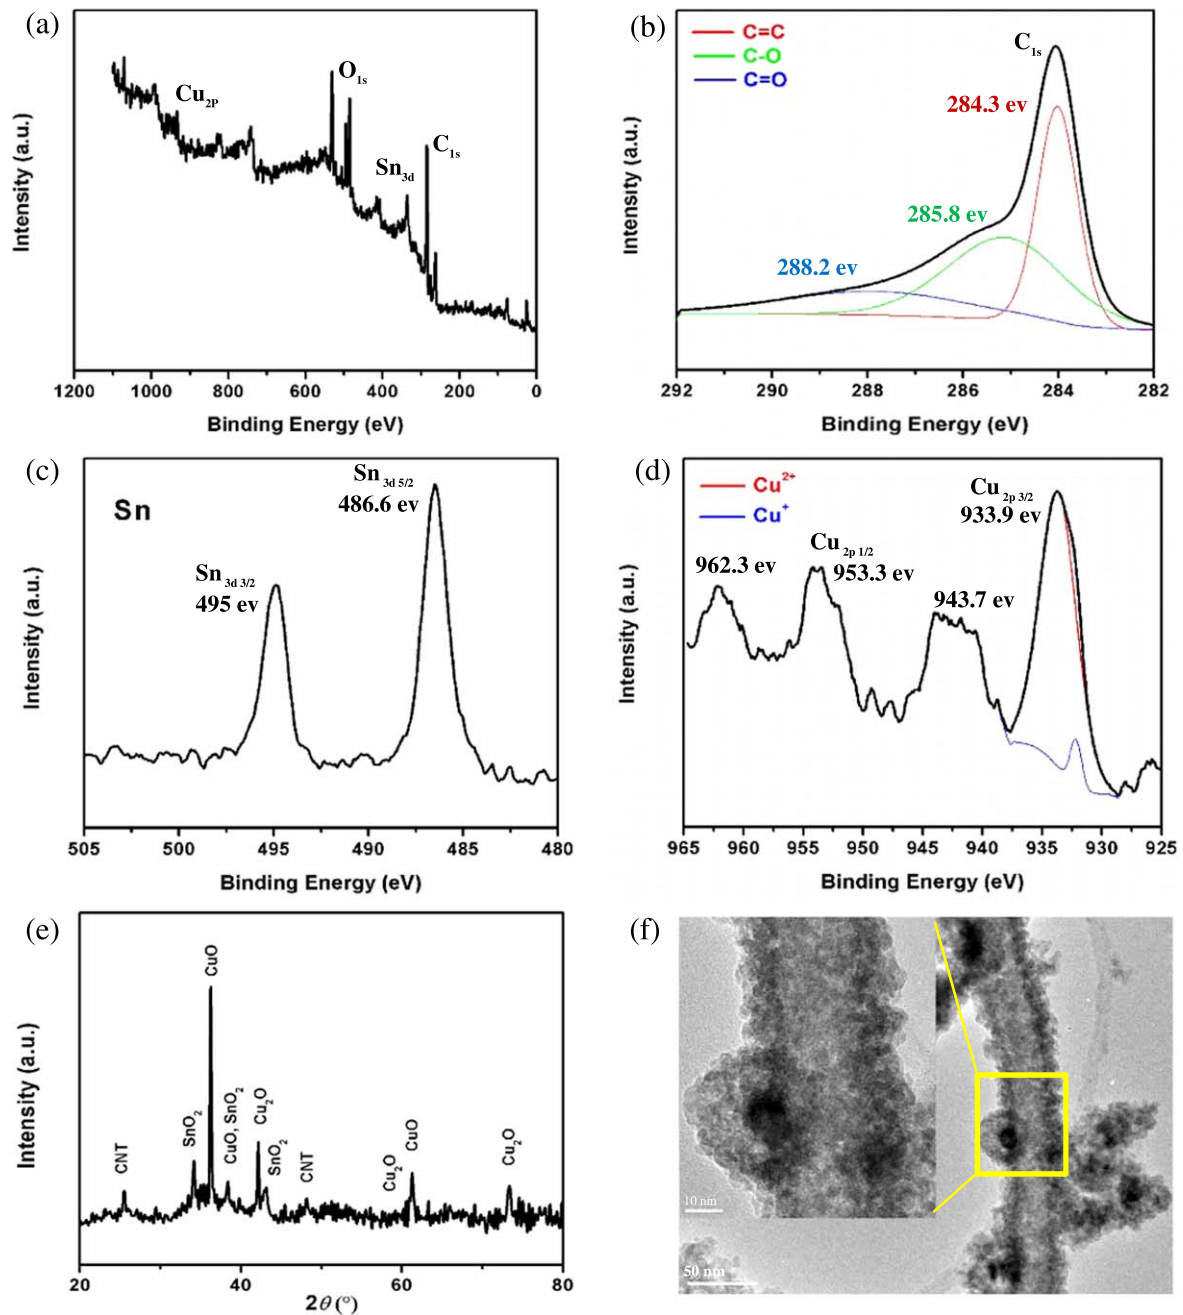 (a)
Cu2P
O1s
Sn3d
C1s
Intensity (a.u.)
1200 1000 800 600 400 200 0
Binding Energy (eV)
(b)
C=C
C-O
C=O
C1s
284.3 ev
285.8 ev
288.2 ev
Intensity (a.u.)
292 290 288 286 284 282
Binding Energy (eV)
(c)
Sn
Sn3d 5/2
486.6 ev
Sn3d 3/2
495 ev
Intensity (a.u.)
505 500 495 490 485 480
Binding Energy (eV)
(d)
Cu2+
Cu+
Cu2p 3/2
933.9 ev
Cu2p 1/2
953.3 ev
962.3 ev
943.7 ev
Intensity (a.u.)
965 960 955 950 945 940 935 930 925
Binding Energy (eV)
(e)
CNT
SnO2
CuO
CuO, SnO2
Cu2O
SnO2
CNT
Cu2O
CuO
Cu2O
Intensity (a.u.)
20 40 60 80
2θ (°)
(f)
10 nm
50 nm